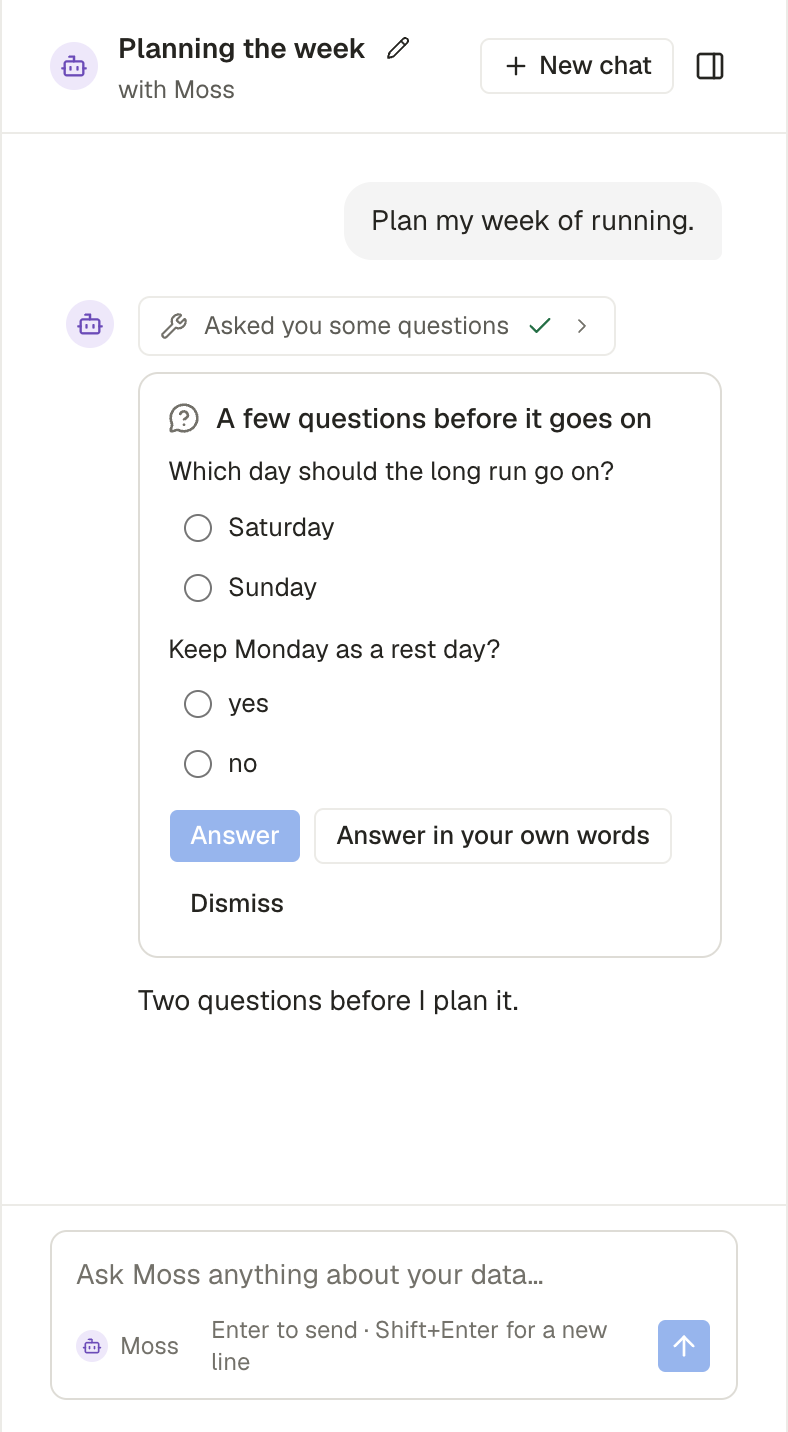 Planning the week
with Moss
New chat
Plan my week of running.
Asked you some questions
A few questions before it goes on
Which day should the long run go on?
Saturday
Sunday
Keep Monday as a rest day?
yes
no
Answer
Answer in your own words
Dismiss
Two questions before I plan it.
Ask Moss anything about your data…
Moss
Enter to send · Shift+Enter for a new
line